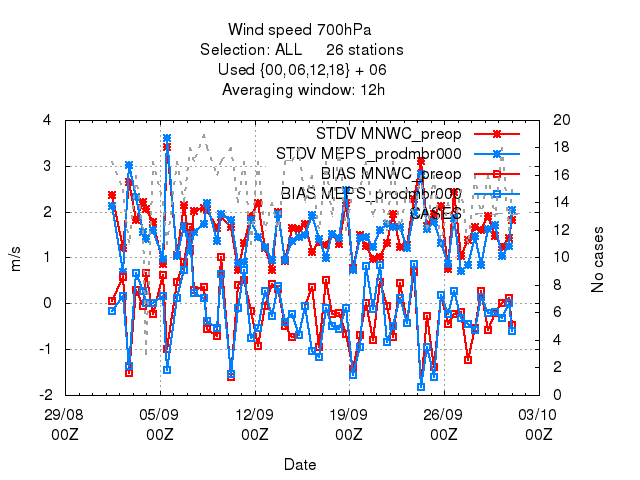 Wind speed 700hPa
Selection: ALL 26 stations
Used {00,06,12,18} + 06
Averaging window: 12h
4
3
2
1
0
-1
-2
m/s
STDV MNWC_preop
STDV MEPS_prodmbr000
BIAS MNWC_preop
BIAS MEPS_prodmbr000
CASES
20
18
16
14
12
10
8
6
4
2
0
No cases
29/08 05/09 12/09 19/09 26/09 03/10
00Z 00Z 00Z 00Z 00Z 00Z
Date